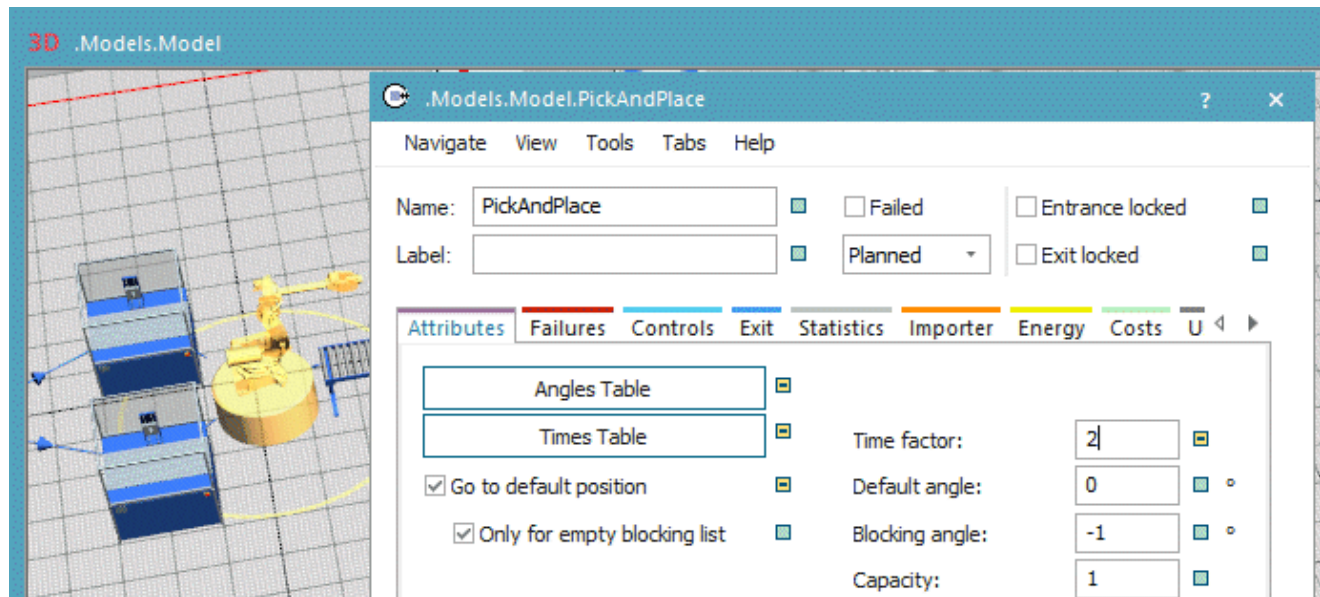 3D .Models.Model
.Models.Model.PickAndPlace ? ×
Navigate View Tools Tabs Help
Name: PickAndPlace Failed Entrance locked
Label: Planned Exit locked
Attributes Failures Controls Exit Statistics Importer Energy Costs U
Angles Table
Times Table Time factor: 2
Go to default position Default angle: 0 °
Only for empty blocking list Blocking angle: -1 °
Capacity: 1